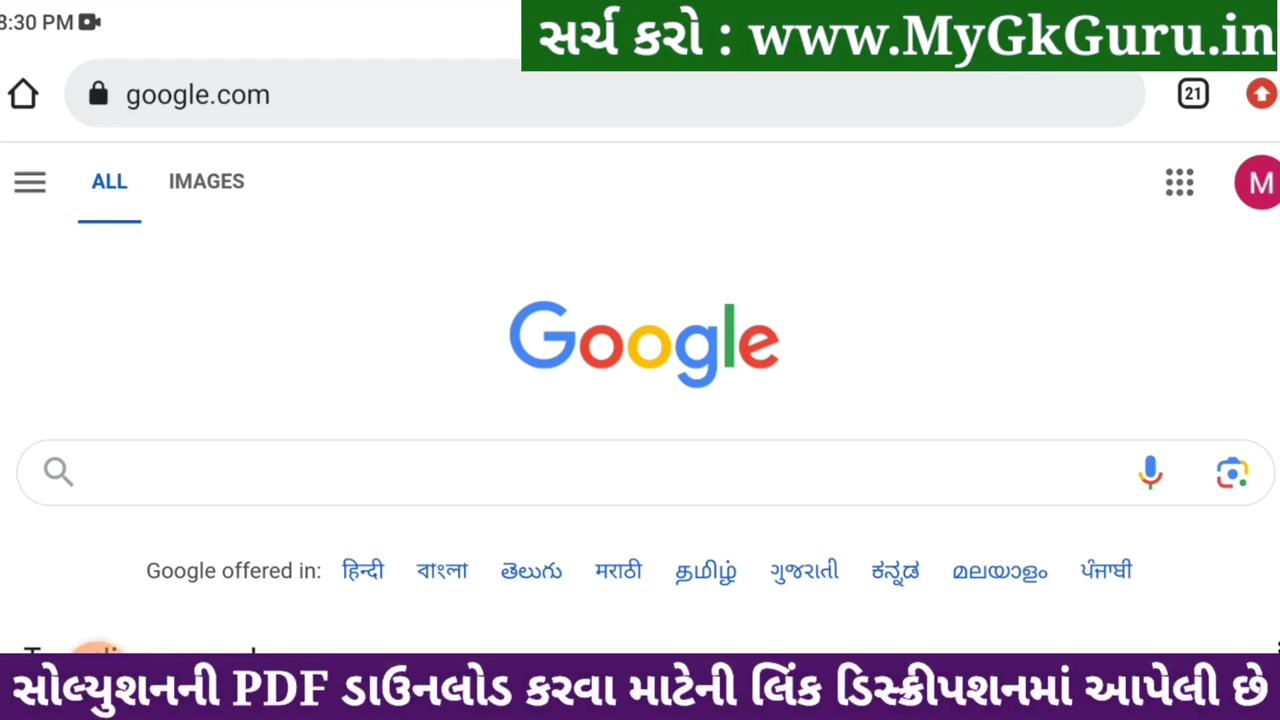 8:30 PM
સર્ચ કરો : www.MyGkGuru.in
google.com
21
ALL IMAGES
M
Google
Google offered in: हिन्दी বাংলা తెలుగు मराठी தமிழ் ગુજરાતી ಕನ್ನಡ മലയാളം ਪੰਜਾਬੀ
સોલ્યુશનની PDF ડાઉનલોડ કરવા માટેની લિંક ડિસ્ક્રીપશનમાં આપેલી છે